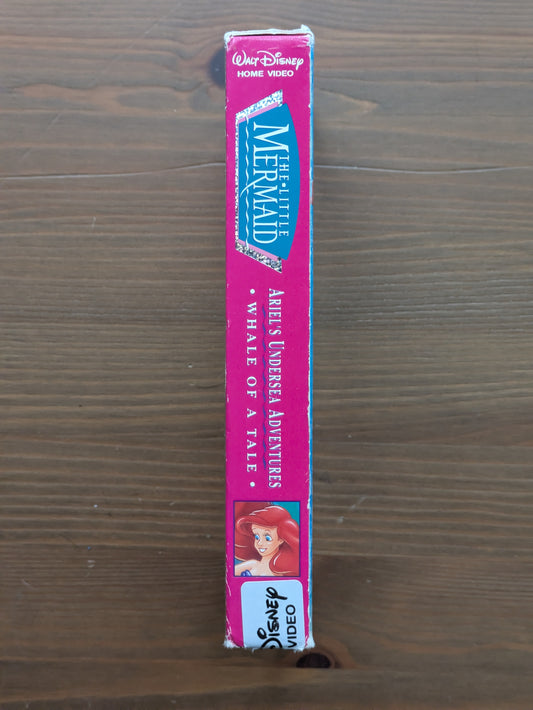 WALT DISNEY
HOME VIDEO
THE•LITTLE
MERMAID
ARIEL'S UNDERSEA ADVENTURES
• WHALE OF A TALE •
DISNEY
VIDEO